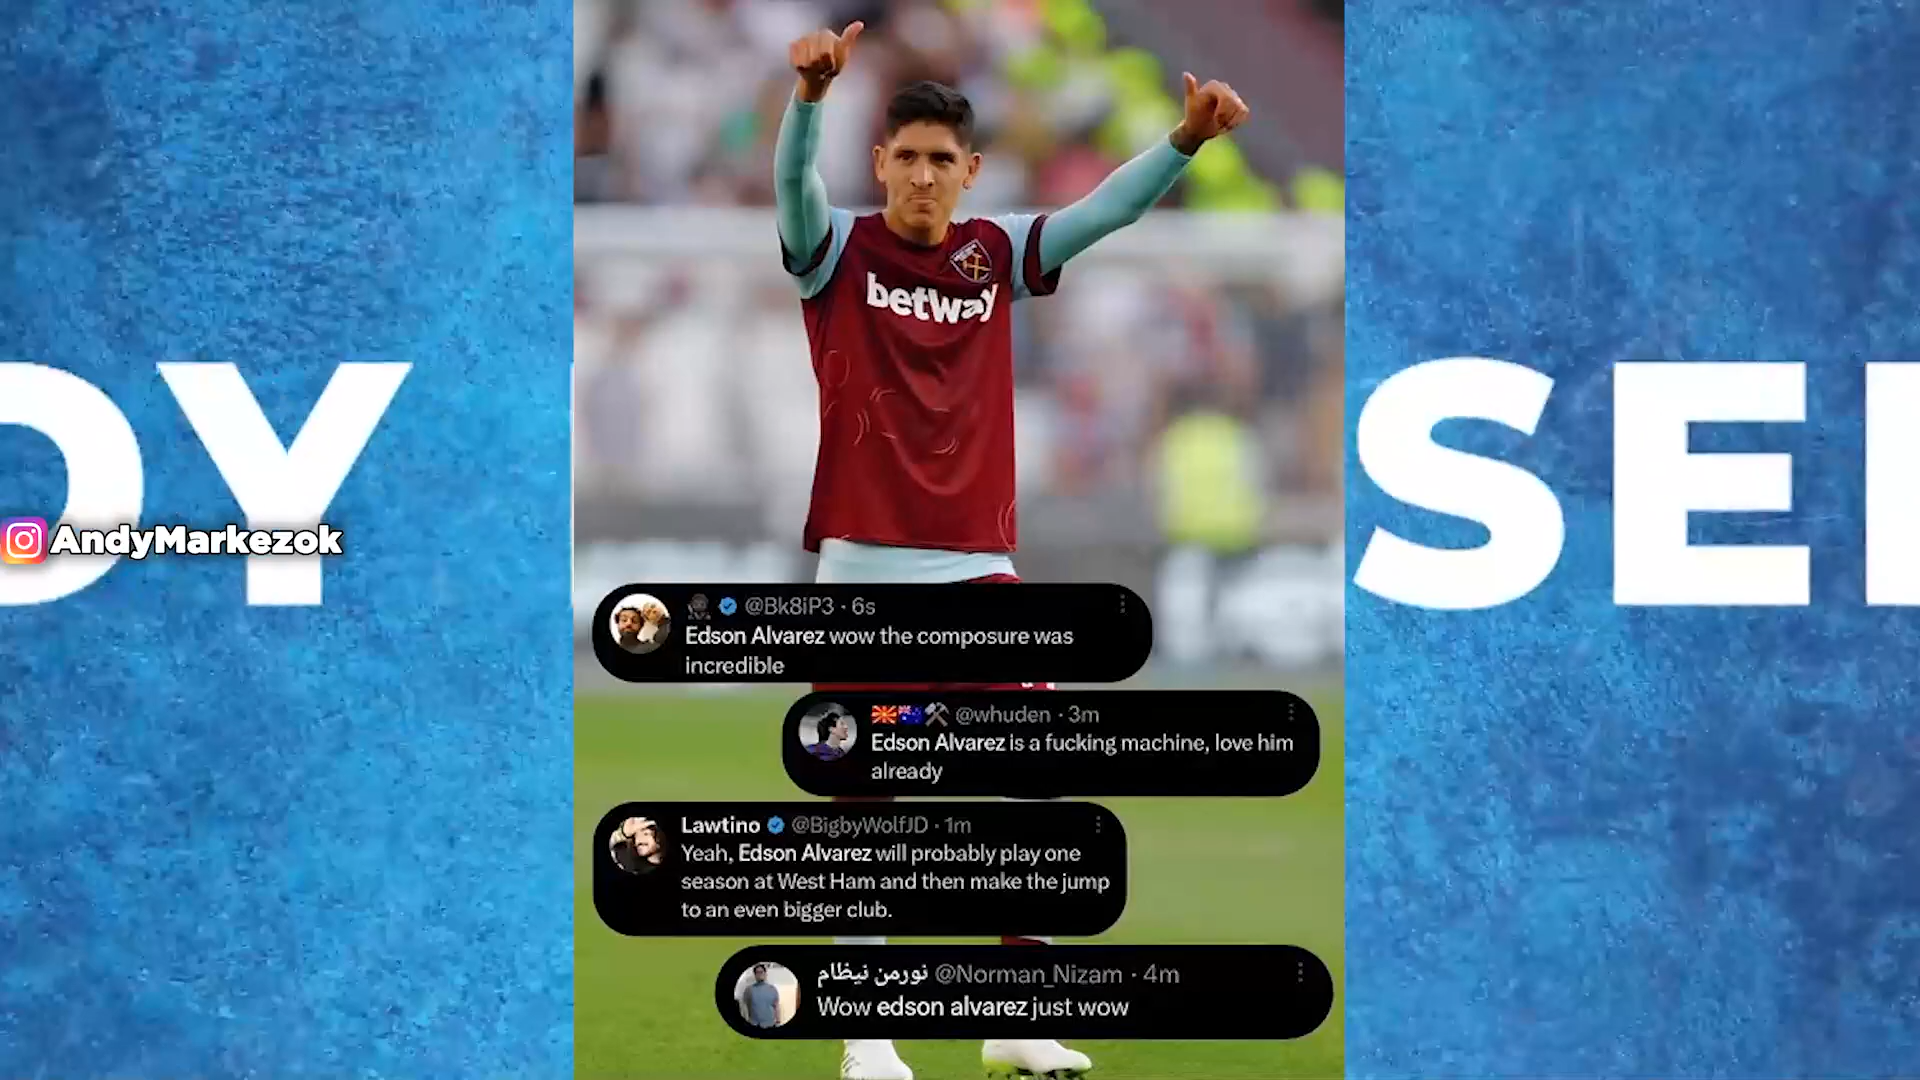 DY
SE
AndyMarkezok
betway
@Bk8iP3 · 6s
Edson Alvarez wow the composure was
incredible
@whuden · 3m
Edson Alvarez is a fucking machine, love him
already
Lawtino @BigbyWolfJD · 1m
Yeah, Edson Alvarez will probably play one
season at West Ham and then make the jump
to an even bigger club.
نورمن نيظام @Norman_Nizam · 4m
Wow edson alvarez just wow